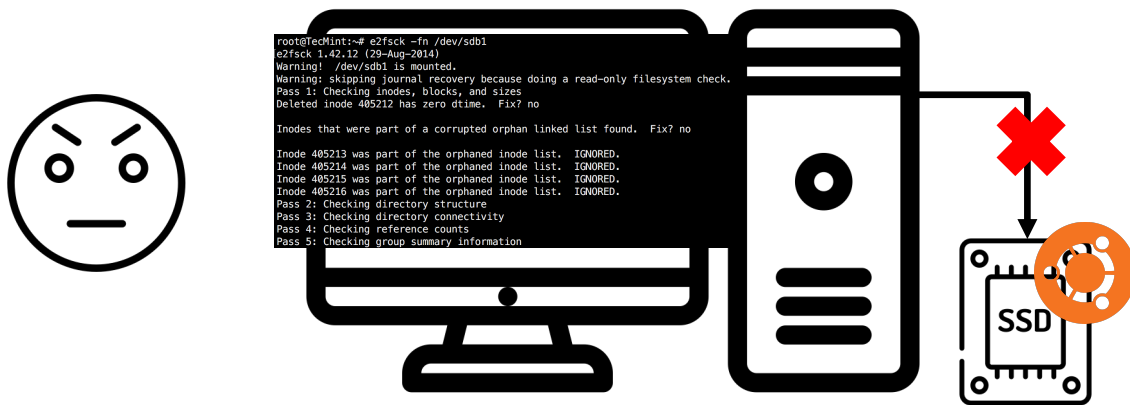 root@TecMint:~# e2fsck -fn /dev/sdb1
e2fsck 1.42.12 (29-Aug-2014)
Warning!  /dev/sdb1 is mounted.
Warning: skipping journal recovery because doing a read-only filesystem check.
Pass 1: Checking inodes, blocks, and sizes
Deleted inode 405212 has zero dtime.  Fix? no
Inodes that were part of a corrupted orphan linked list found.  Fix? no
Inode 405213 was part of the orphaned inode list.  IGNORED.
Inode 405214 was part of the orphaned inode list.  IGNORED.
Inode 405215 was part of the orphaned inode list.  IGNORED.
Inode 405216 was part of the orphaned inode list.  IGNORED.
Pass 2: Checking directory structure
Pass 3: Checking directory connectivity
Pass 4: Checking reference counts
Pass 5: Checking group summary information
SSD